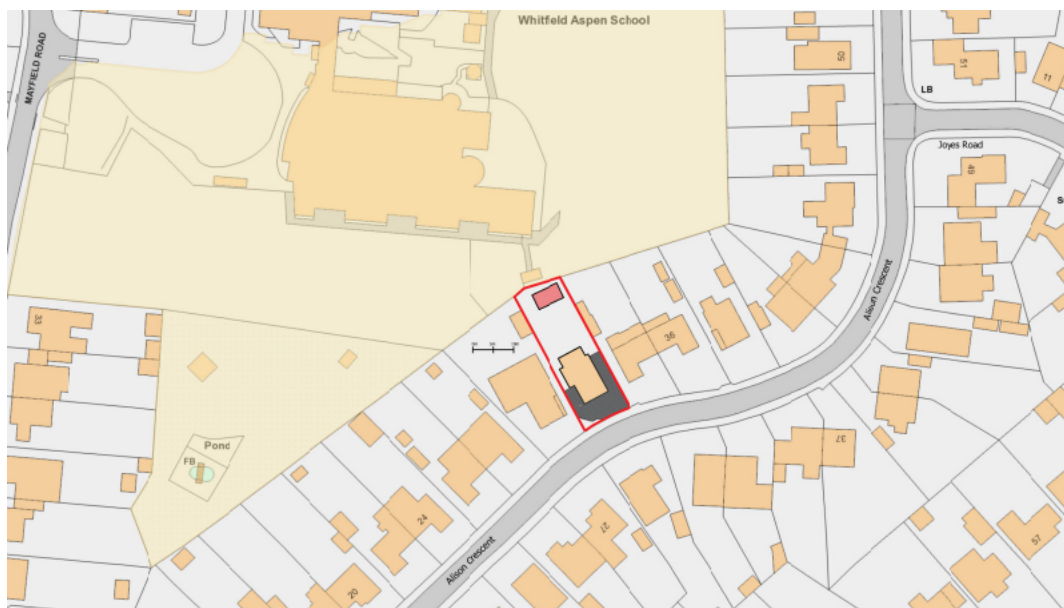 Whitfeld Aspen School
MAYFIELD ROAD
50
51
11
LB
Joyes Road
49
Alison Crescent
33
36
Pond
FB
37
24
27
57
Alison Crescent
20